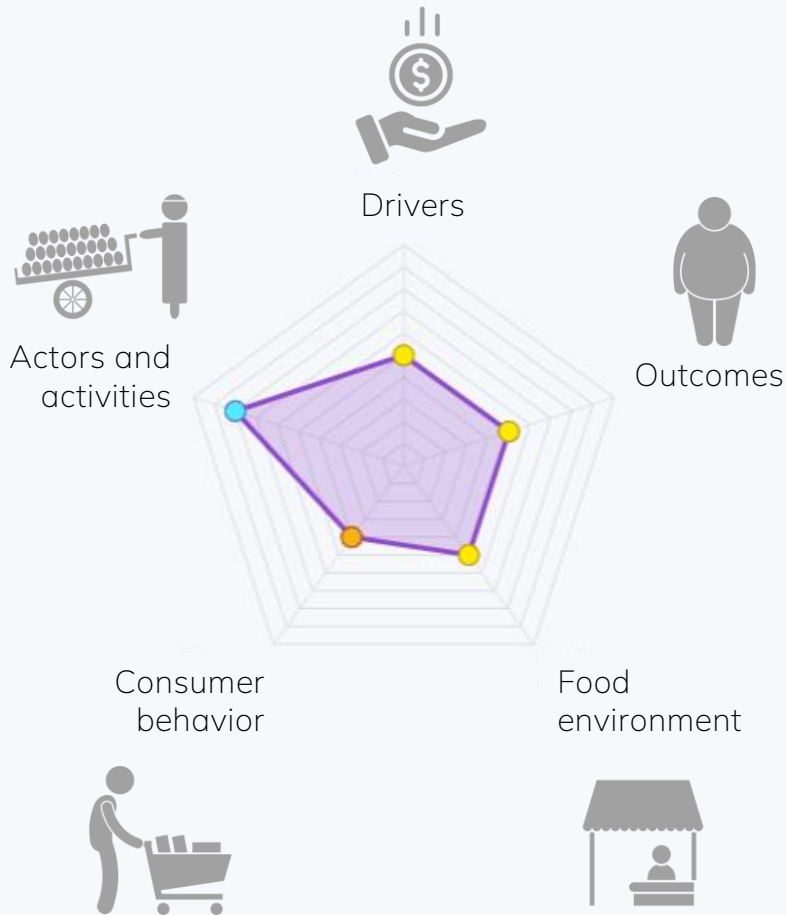 $
Drivers
Actors and
activities
Outcomes
Consumer
behavior
Food
environment